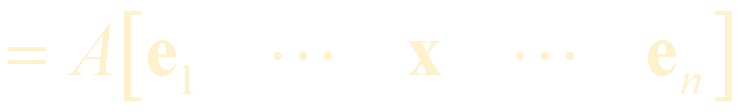 = A[e₁ ⋯ x ⋯ eₙ]